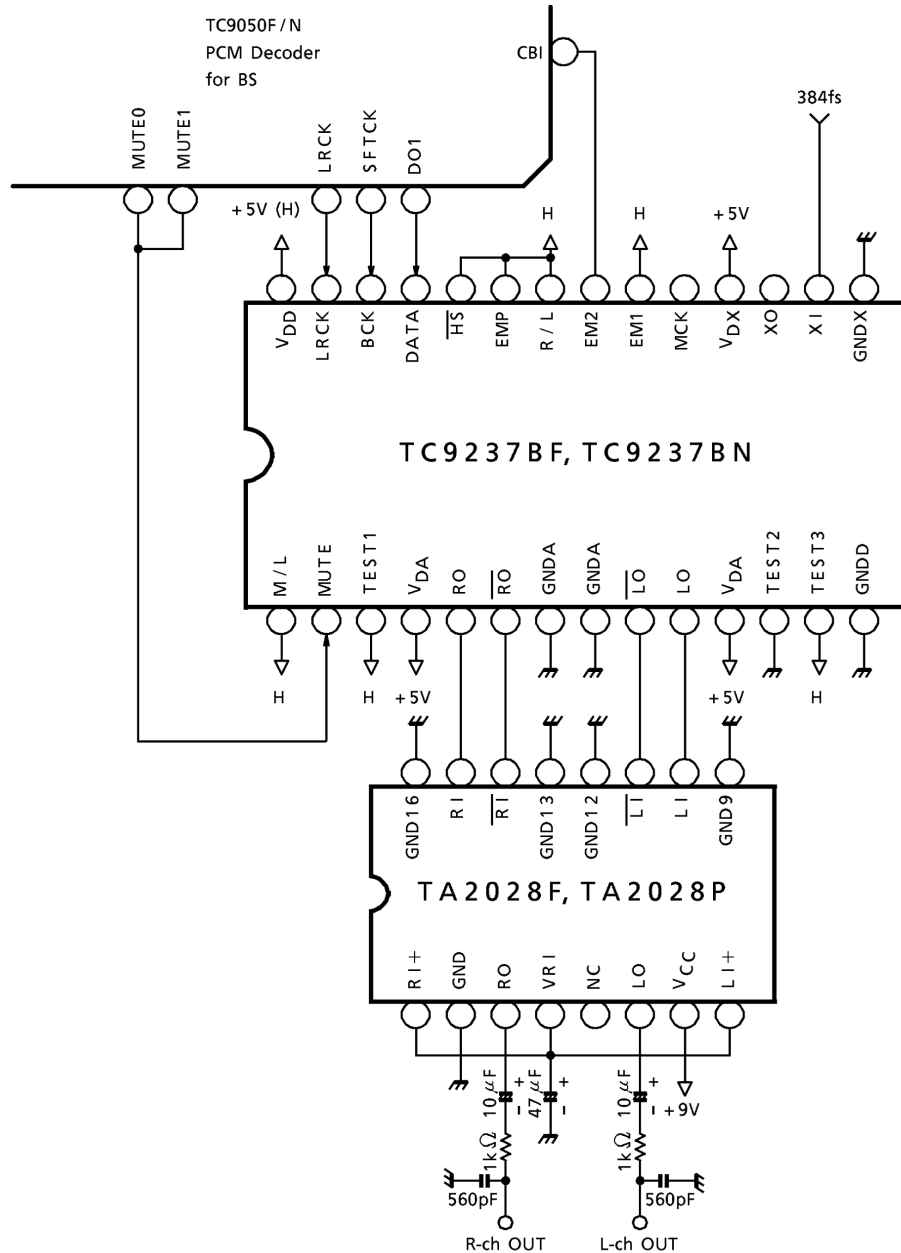 TC9050F/N
PCM Decoder
for BS
CBI
384fs
MUTE0
MUTE1
LRCK
SFTCK
DO1
+5V (H)
H
H
+5V
VDD
LRCK
BCK
DATA
HS
EMP
R/L
EM2
EM1
MCK
VDX
XO
XI
GNDX
TC9237BF, TC9237BN
M/L
MUTE
TEST1
VDA
RO
RO
GNDA
GNDA
LO
LO
VDA
TEST2
TEST3
GNDD
H
H
+5V
+5V
H
GND16
RI
RI
GND13
GND12
LI
LI
GND9
TA2028F, TA2028P
RI+
GND
RO
VRI
NC
LO
VCC
LI+
10μF
+
-
47μF
+
-
10μF
+
-
+9V
1kΩ
1kΩ
560pF
560pF
R-ch OUT
L-ch OUT